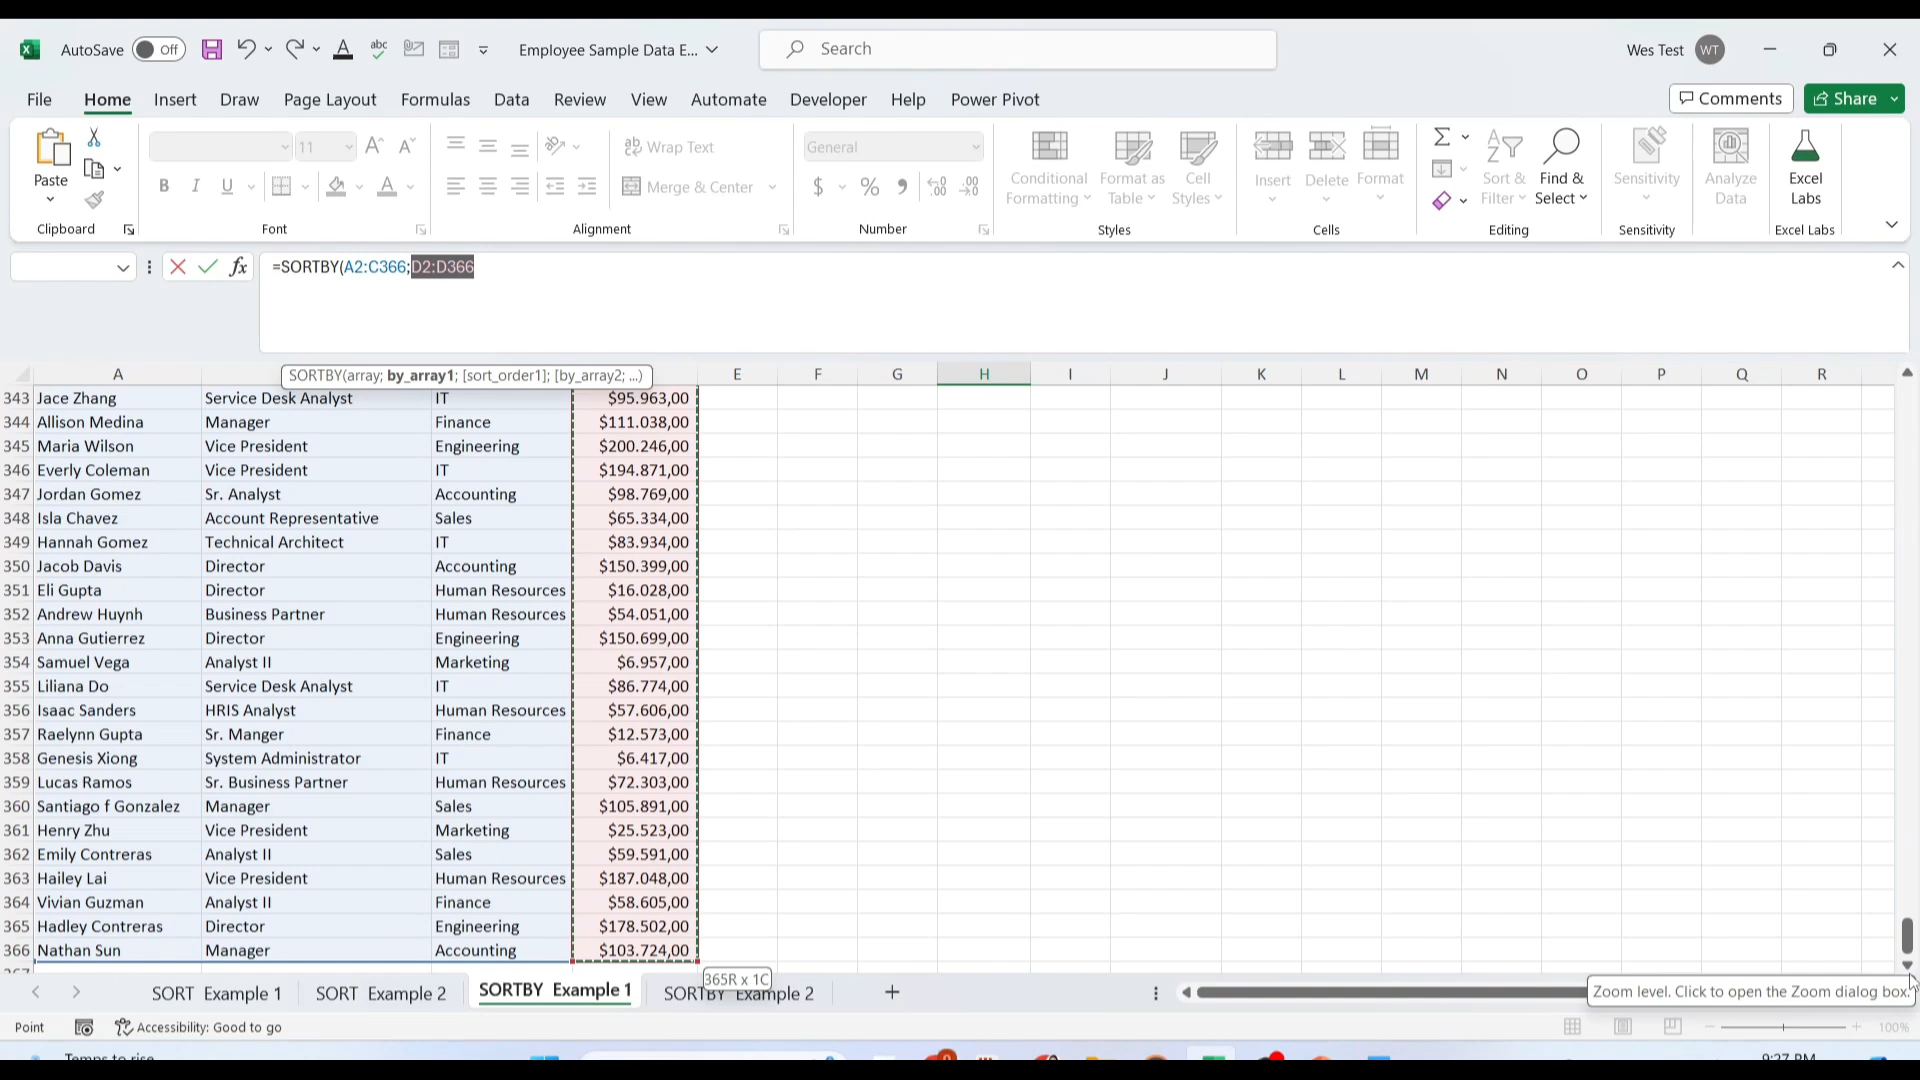 AutoSave Off Employee Sample Data E... Search Wes Test WT
File Home Insert Draw Page Layout Formulas Data Review View Automate Developer Help Power Pivot Comments Share
Paste
Clipboard
11
B I U
Font
Wrap Text
Merge & Center
Alignment
General
$ %
Number
Conditional Formatting
Format as Table
Cell Styles
Styles
Insert Delete Format
Cells
Sort & Filter
Find & Select
Editing
Sensitivity
Sensitivity
Analyze Data
Excel Labs
Excel Labs
=SORTBY(A2:C366;D2:D366
SORTBY(array; by_array1; [sort_order1]; [by_array2; ...)
A E F G H I J K L M N O P Q R
343 Jace Zhang Service Desk Analyst IT $95.963,00
344 Allison Medina Manager Finance $111.038,00
345 Maria Wilson Vice President Engineering $200.246,00
346 Everly Coleman Vice President IT $194.871,00
347 Jordan Gomez Sr. Analyst Accounting $98.769,00
348 Isla Chavez Account Representative Sales $65.334,00
349 Hannah Gomez Technical Architect IT $83.934,00
350 Jacob Davis Director Accounting $150.399,00
351 Eli Gupta Director Human Resources $16.028,00
352 Andrew Huynh Business Partner Human Resources $54.051,00
353 Anna Gutierrez Director Engineering $150.699,00
354 Samuel Vega Analyst II Marketing $6.957,00
355 Liliana Do Service Desk Analyst IT $86.774,00
356 Isaac Sanders HRIS Analyst Human Resources $57.606,00
357 Raelynn Gupta Sr. Manger Finance $12.573,00
358 Genesis Xiong System Administrator IT $6.417,00
359 Lucas Ramos Sr. Business Partner Human Resources $72.303,00
360 Santiago f Gonzalez Manager Sales $105.891,00
361 Henry Zhu Vice President Marketing $25.523,00
362 Emily Contreras Analyst II Sales $59.591,00
363 Hailey Lai Vice President Human Resources $187.048,00
364 Vivian Guzman Analyst II Finance $58.605,00
365 Hadley Contreras Director Engineering $178.502,00
366 Nathan Sun Manager Accounting $103.724,00
365R x 1C
SORT Example 1 SORT Example 2 SORTBY Example 1 SORTBY Example 2
Zoom level. Click to open the Zoom dialog box.
Point Accessibility: Good to go 100%
Temps to rise 9:27 PM